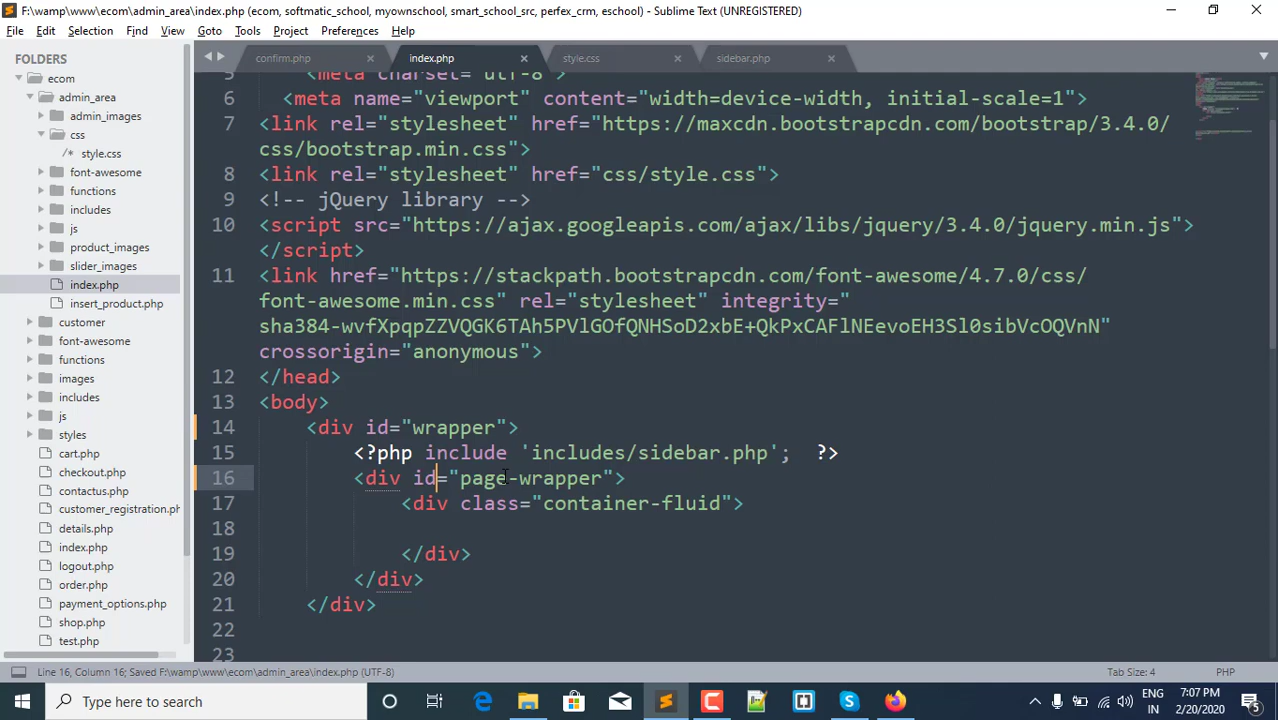 F:\wamp\www\ecom\admin_area\index.php (ecom, softmatic_school, myownschool, smart_school_src, perfex_crm, eschool) - Sublime Text (UNREGISTERED)
File Edit Selection Find View Goto Tools Project Preferences Help
FOLDERS
ecom
admin_area
admin_images
css
/* style.css
font-awesome
functions
includes
js
product_images
slider_images
index.php
insert_product.php
customer
font-awesome
functions
images
includes
js
styles
cart.php
checkout.php
contactus.php
customer_registration.ph
details.php
index.php
logout.php
order.php
payment_options.php
shop.php
test.php
confirm.php index.php style.css sidebar.php
5 <meta charset="utf-8">
6 <meta name="viewport" content="width=device-width, initial-scale=1">
7 <link rel="stylesheet" href="https://maxcdn.bootstrapcdn.com/bootstrap/3.4.0/
css/bootstrap.min.css">
8 <link rel="stylesheet" href="css/style.css">
9 <!-- jQuery library -->
10 <script src="https://ajax.googleapis.com/ajax/libs/jquery/3.4.0/jquery.min.js">
</script>
11 <link href="https://stackpath.bootstrapcdn.com/font-awesome/4.7.0/css/
font-awesome.min.css" rel="stylesheet" integrity="
sha384-wvfXpqpZZVQGK6TAh5PVlGOfQNHSoD2xbE+QkPxCAFlNEevoEH3Sl0sibVcOQVnN"
crossorigin="anonymous">
12 </head>
13 <body>
14 <div id="wrapper">
15 <?php include 'includes/sidebar.php'; ?>
16 <div id="page-wrapper">
17 <div class="container-fluid">
18
19 </div>
20 </div>
21 </div>
22
23
Line 16, Column 16; Saved F:\wamp\www\ecom\admin_area\index.php (UTF-8) Tab Size: 4 PHP
Type here to search
ENG
IN
7:07 PM
2/20/2020
5